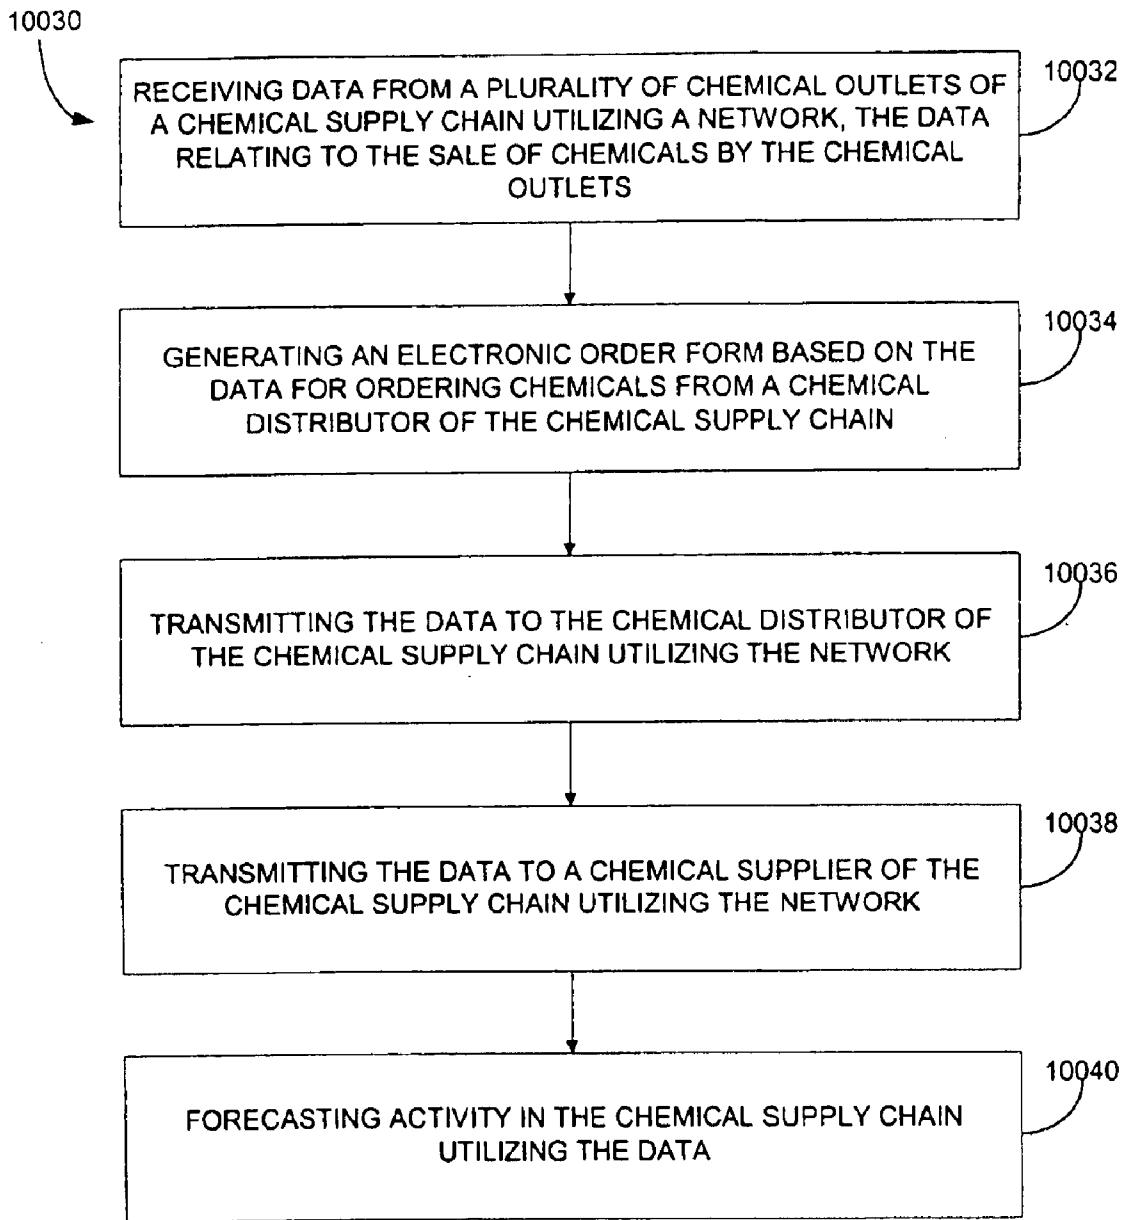 10030
10032
RECEIVING DATA FROM A PLURALITY OF CHEMICAL OUTLETS OF
A CHEMICAL SUPPLY CHAIN UTILIZING A NETWORK, THE DATA
RELATING TO THE SALE OF CHEMICALS BY THE CHEMICAL
OUTLETS
10034
GENERATING AN ELECTRONIC ORDER FORM BASED ON THE
DATA FOR ORDERING CHEMICALS FROM A CHEMICAL
DISTRIBUTOR OF THE CHEMICAL SUPPLY CHAIN
10036
TRANSMITTING THE DATA TO THE CHEMICAL DISTRIBUTOR OF
THE CHEMICAL SUPPLY CHAIN UTILIZING THE NETWORK
10038
TRANSMITTING THE DATA TO A CHEMICAL SUPPLIER OF THE
CHEMICAL SUPPLY CHAIN UTILIZING THE NETWORK
10040
FORECASTING ACTIVITY IN THE CHEMICAL SUPPLY CHAIN
UTILIZING THE DATA